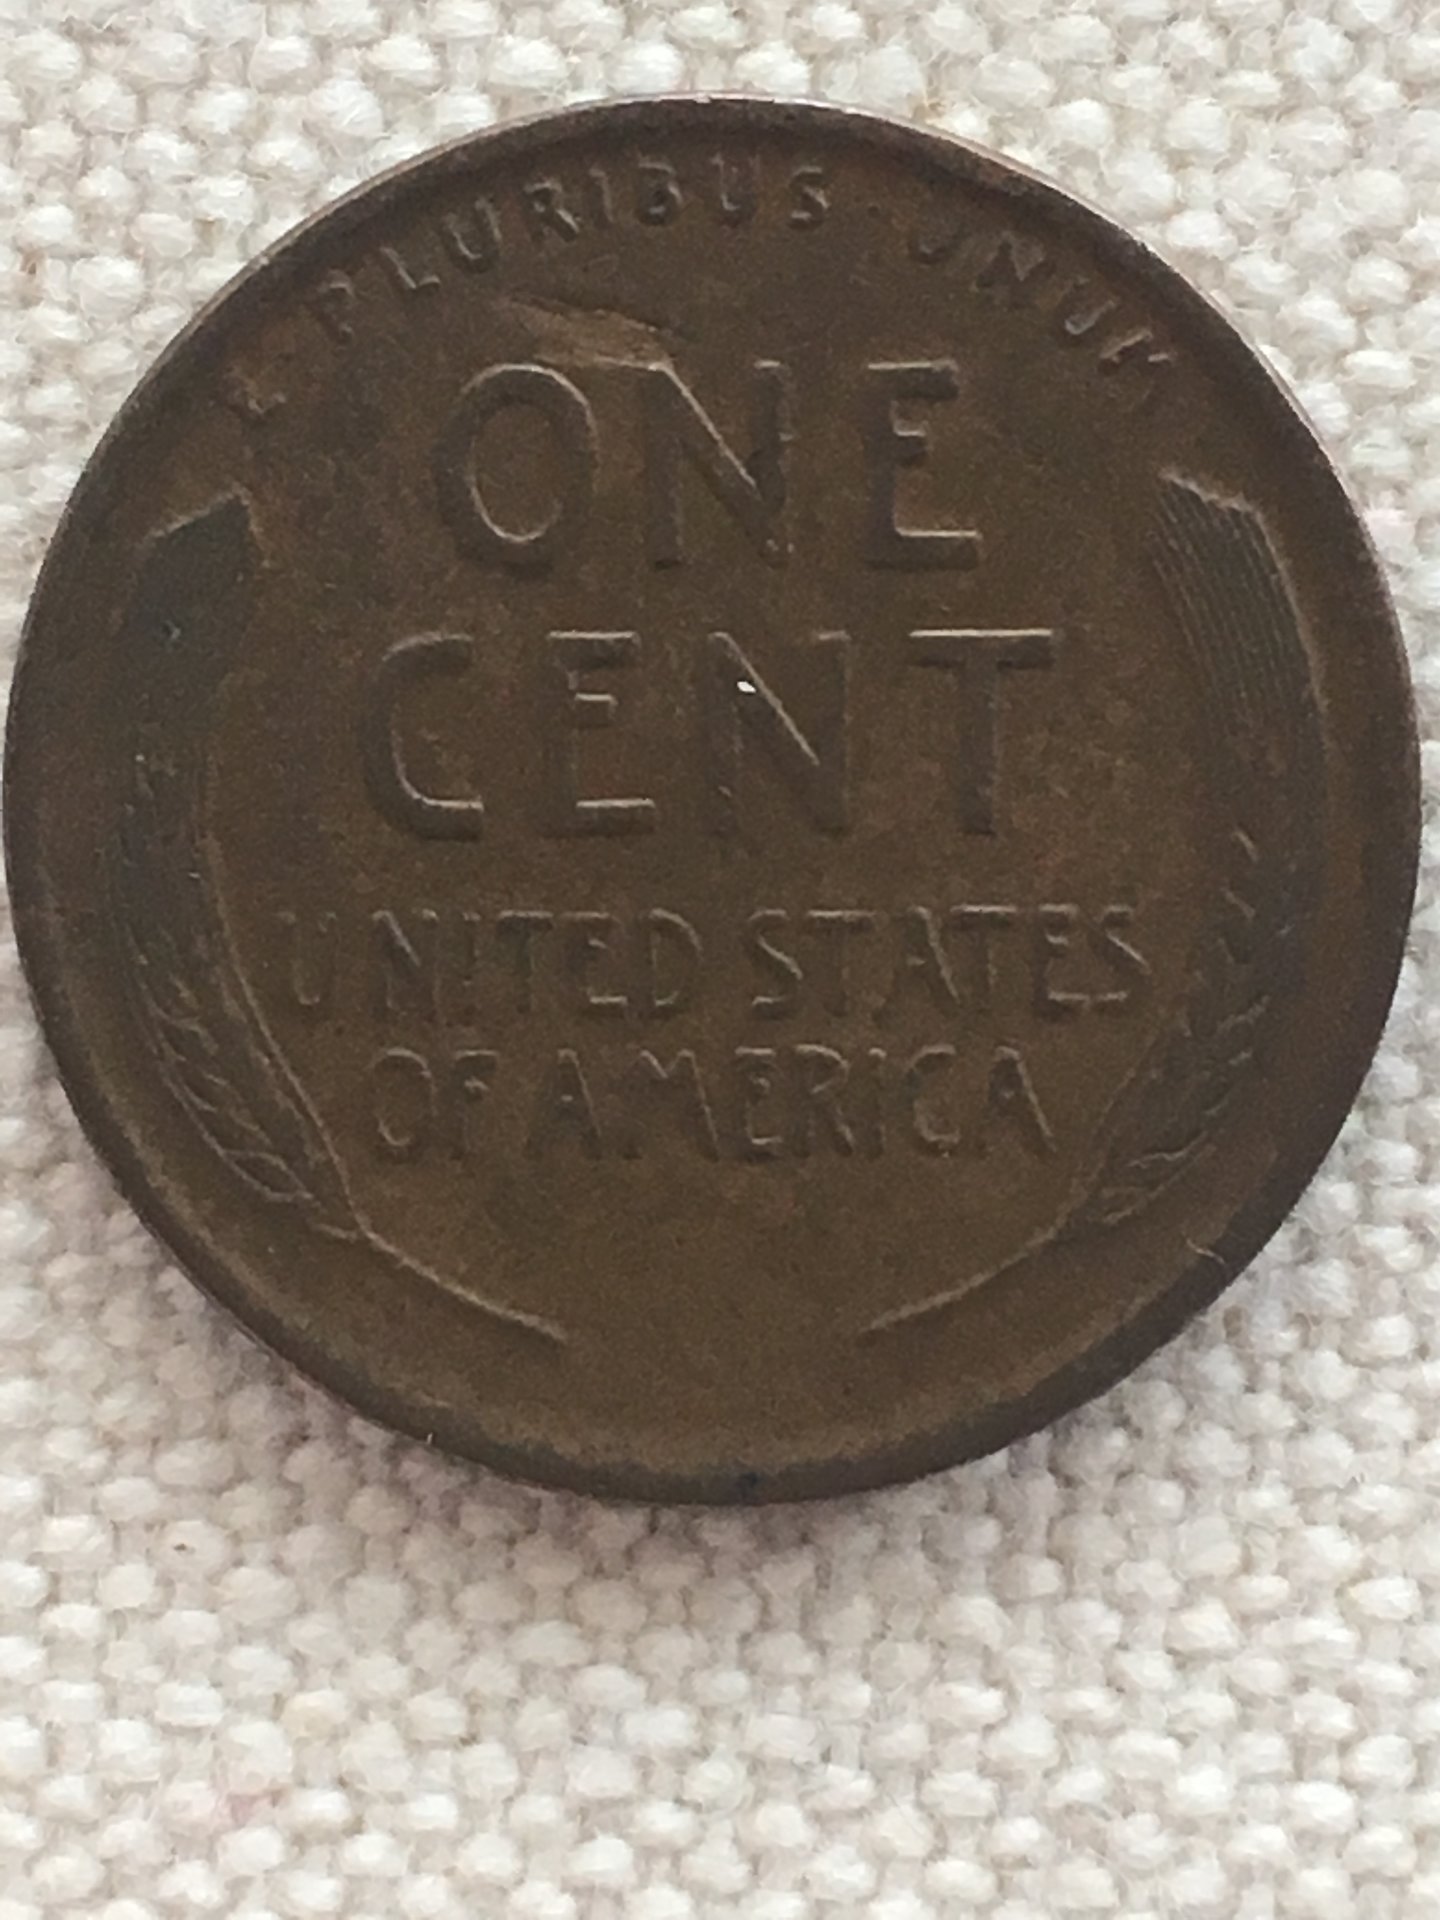 E PLURIBUS · UNUM
ONE
CENT
UNITED STATES
OF AMERICA